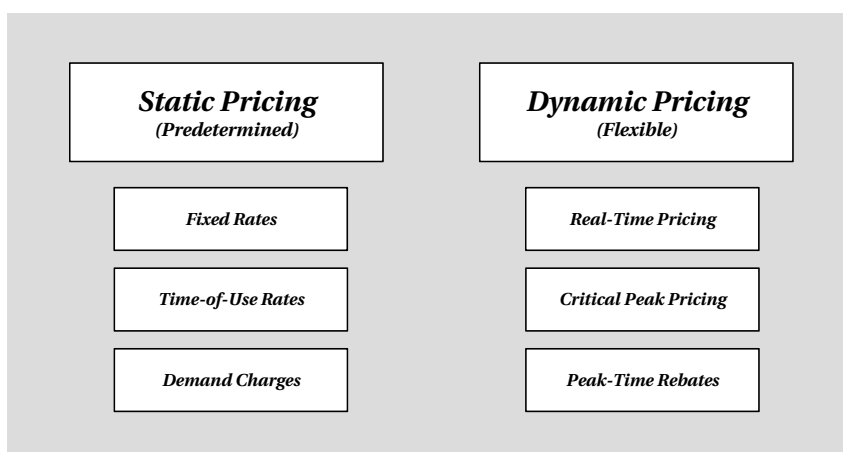 Static Pricing
(Predetermined)
Fixed Rates
Time-of-Use Rates
Demand Charges
Dynamic Pricing
(Flexible)
Real-Time Pricing
Critical Peak Pricing
Peak-Time Rebates